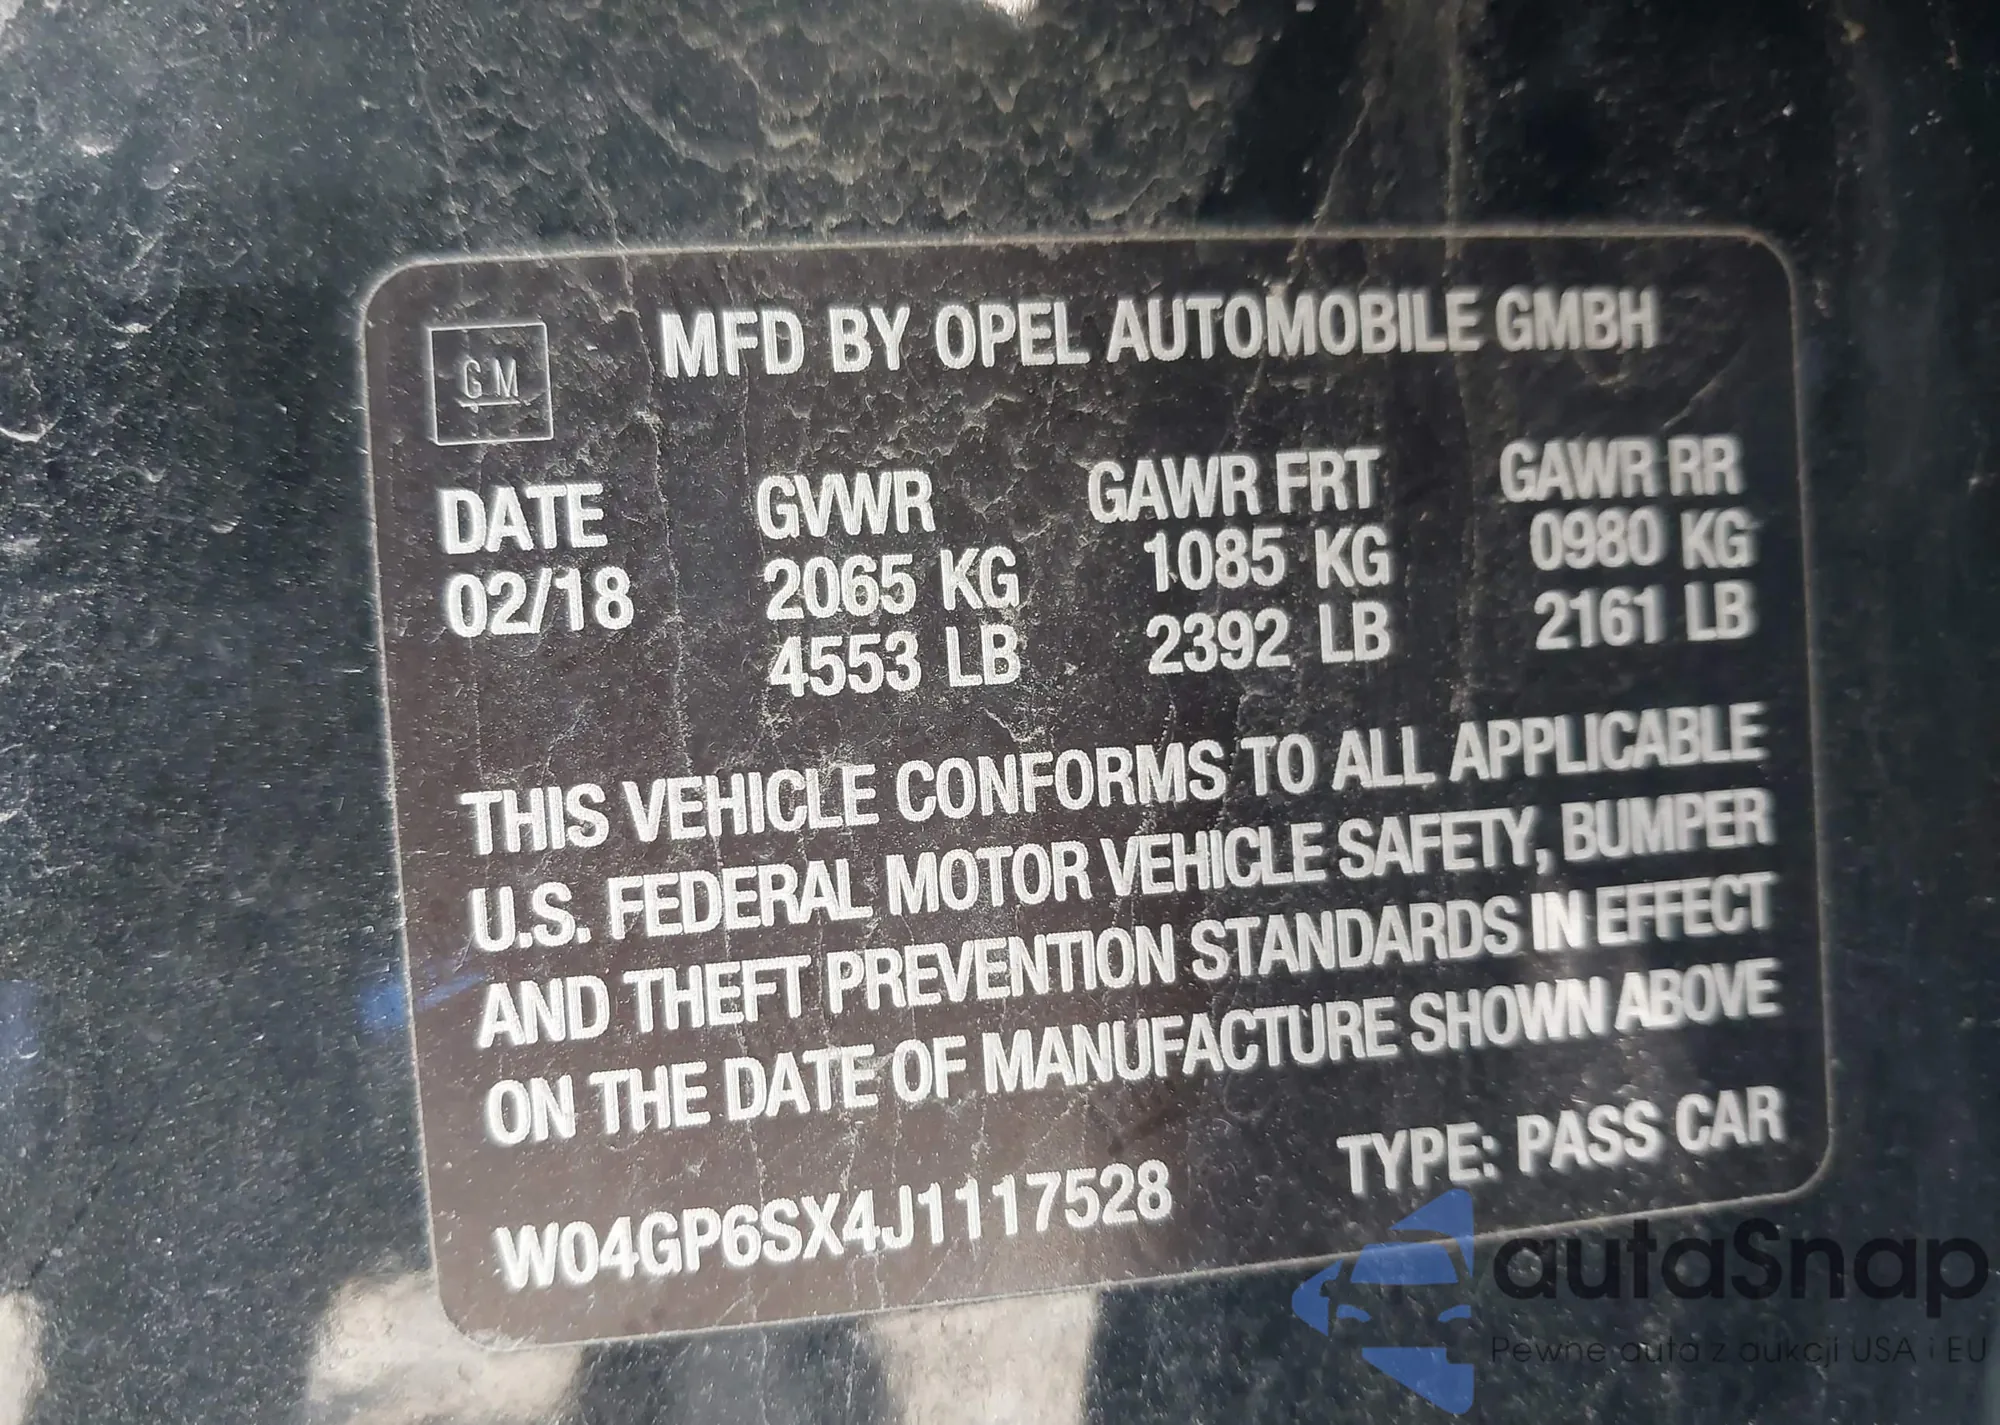 GM
MFD BY OPEL AUTOMOBILE GMBH
DATE GVWR GAWR FRT GAWR RR
02/18 2065 KG 1085 KG 0980 KG
4553 LB 2392 LB 2161 LB
THIS VEHICLE CONFORMS TO ALL APPLICABLE
U.S. FEDERAL MOTOR VEHICLE SAFETY, BUMPER
AND THEFT PREVENTION STANDARDS IN EFFECT
ON THE DATE OF MANUFACTURE SHOWN ABOVE
W04GP6SX4J1117528 TYPE: PASS CAR
autaSnap
Pewne auta z aukcji USA i EU